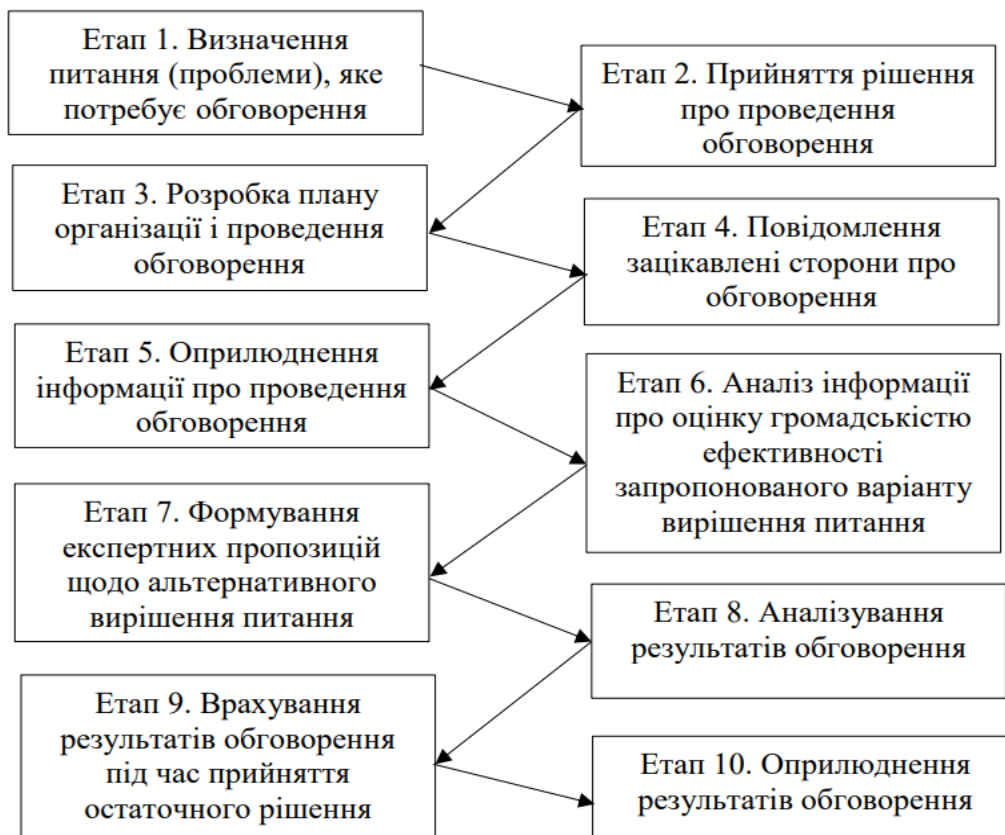 Етап 1. Визначення
питання (проблеми), яке
потребує обговорення
Етап 2. Прийняття рішення
про проведення
обговорення
Етап 3. Розробка плану
організації і проведення
обговорення
Етап 4. Повідомлення
зацікавлені сторони про
обговорення
Етап 5. Оприлюднення
інформації про проведення
обговорення
Етап 6. Аналіз інформації
про оцінку громадськістю
ефективності
запропонованого варіанту
вирішення питання
Етап 7. Формування
експертних пропозицій
щодо альтернативного
вирішення питання
Етап 8. Аналізування
результатів обговорення
Етап 9. Врахування
результатів обговорення
під час прийняття
остаточного рішення
Етап 10. Оприлюднення
результатів обговорення